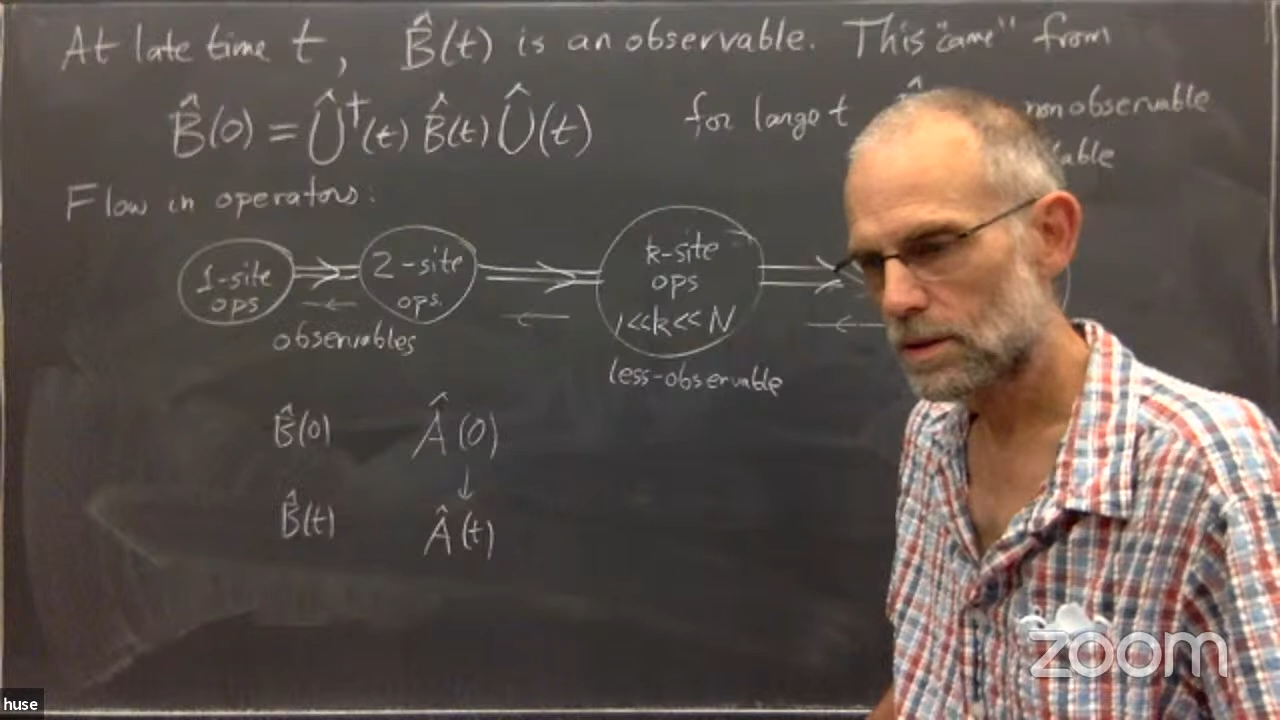 At late time t, B̂(t) is an observable. This "came" from
B̂(0) = Û†(t) B̂(t) Û(t) for large t nonobservable
Flow in operators:
1-site ops 2-site ops. k-site ops 1<<k<<N
observables less-observable
B̂(0) Â(0)
↓
B̂(t) Â(t)
zoom
huse